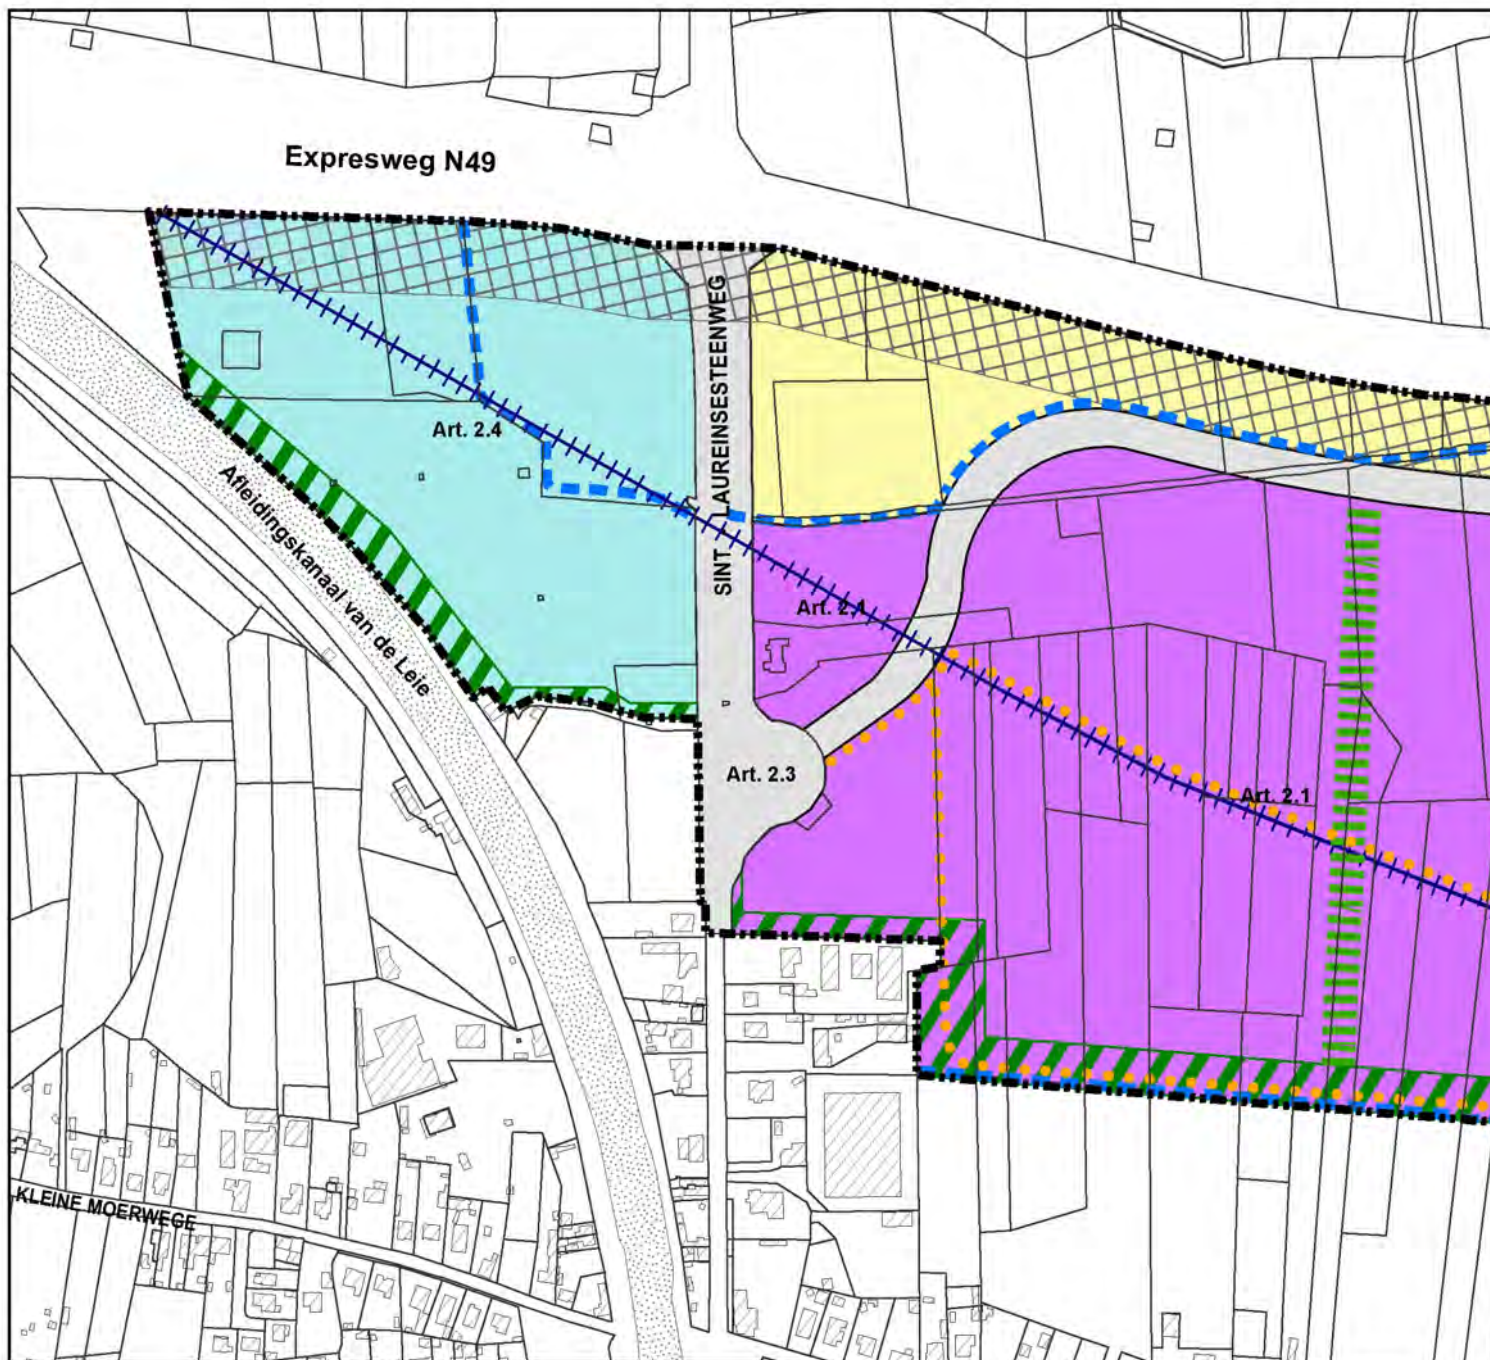 Expresweg N49
SINT LAUREINSESTEENWEG
Art. 2.4
Afleidingskanaal van de Leie
Art. 2.1
Art. 2.3
Art. 2.1
KLEINE MOERWEGE